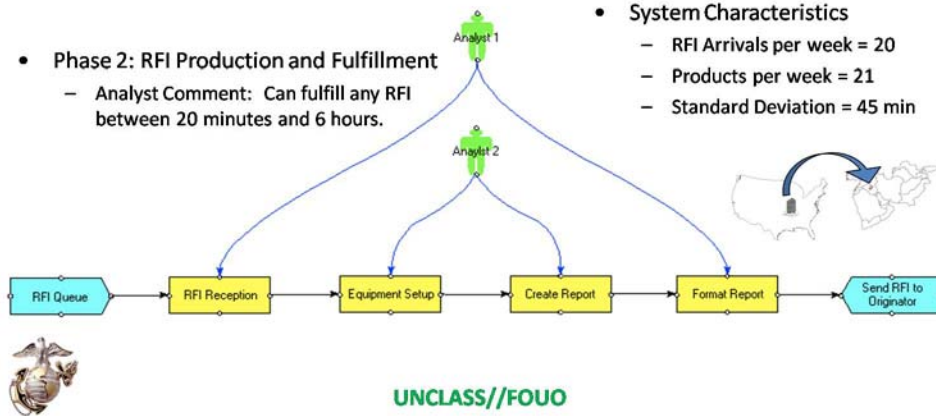 • Phase 2: RFI Production and Fulfillment
– Analyst Comment: Can fulfill any RFI
between 20 minutes and 6 hours.
Analyst 1
Anaylst 2
• System Characteristics
– RFI Arrivals per week = 20
– Products per week = 21
– Standard Deviation = 45 min
RFI Queue
RFI Reception
Equipment Setup
Create Report
Format Report
Send RFI to
Originator
UNCLASS//FOUO